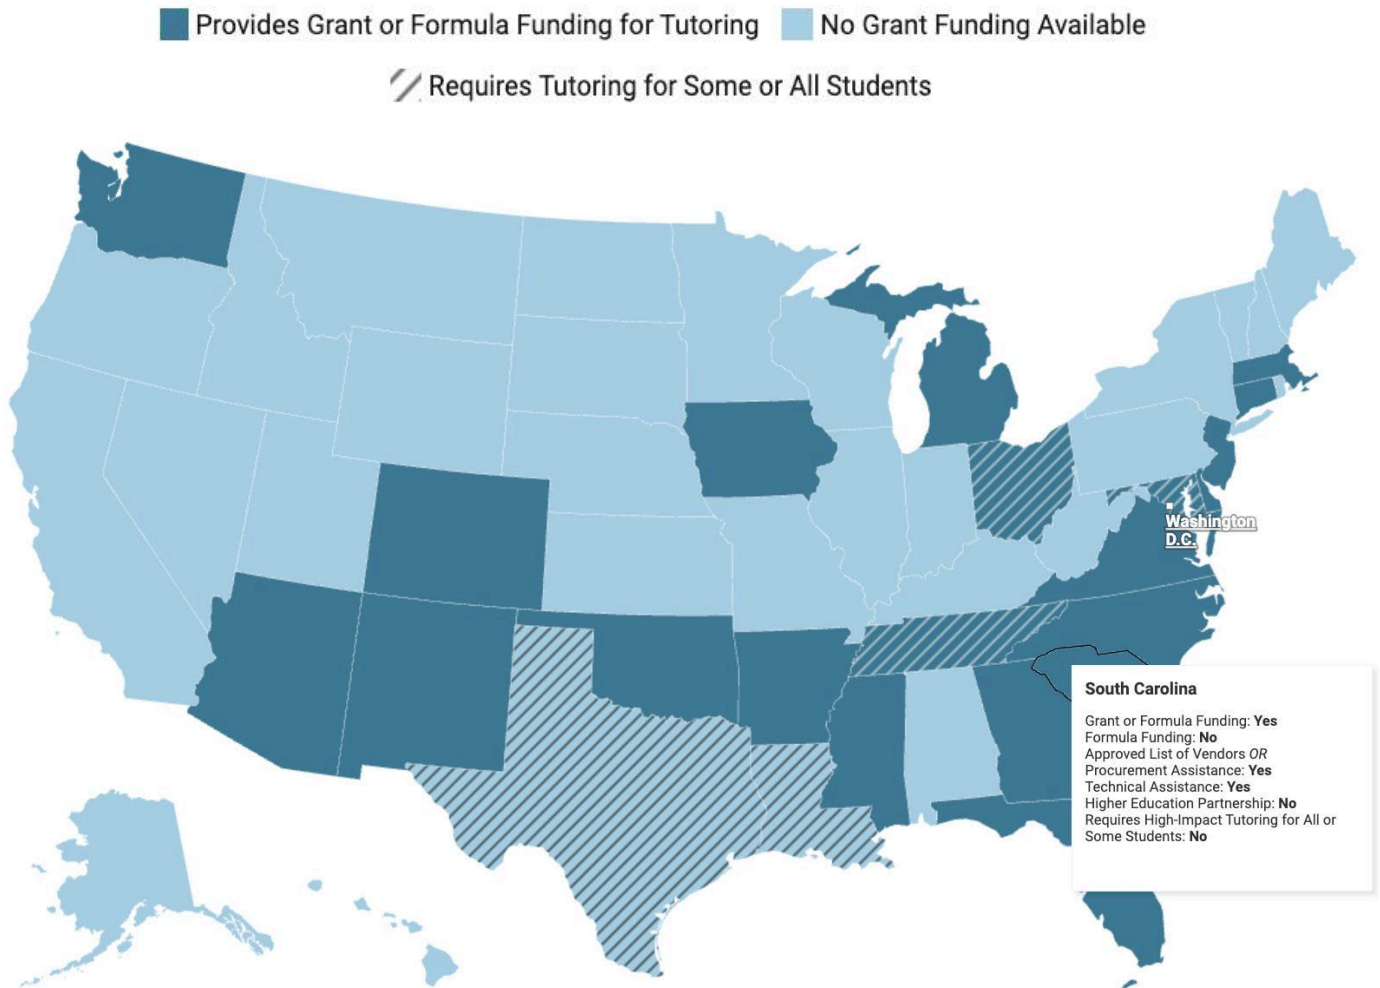 Provides Grant or Formula Funding for Tutoring
No Grant Funding Available
Requires Tutoring for Some or All Students
Washington
D.C.
South Carolina
Grant or Formula Funding: Yes
Formula Funding: No
Approved List of Vendors OR
Procurement Assistance: Yes
Technical Assistance: Yes
Higher Education Partnership: No
Requires High-Impact Tutoring for All or
Some Students: No